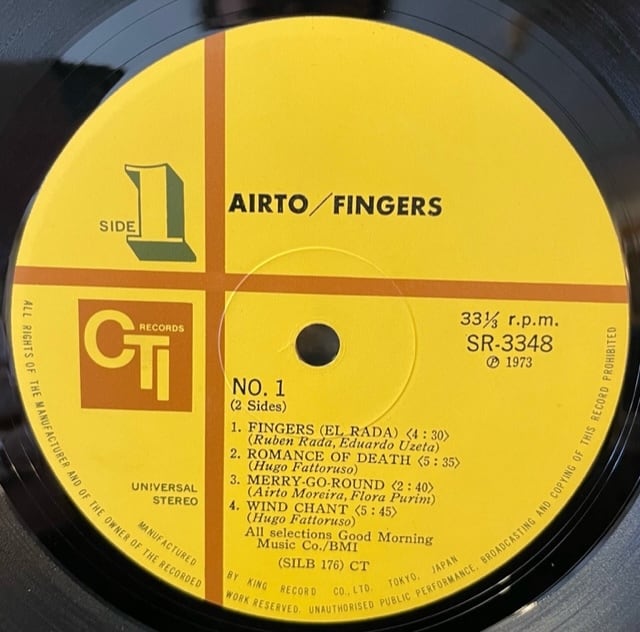 AIRTO/FINGERS
SIDE 1
CTI RECORDS
33⅓ r.p.m.
SR-3348
Ⓟ 1973
NO. 1
(2 Sides)
1. FINGERS (EL RADA) ⟨4:30⟩
(Ruben Rada, Eduardo Uzeta)
2. ROMANCE OF DEATH ⟨5:35⟩
(Hugo Fattoruso)
3. MERRY-GO-ROUND ⟨2:40⟩
(Airto Moreira, Flora Purim)
4. WIND CHANT ⟨5:45⟩
(Hugo Fattoruso)
All selections Good Morning
Music Co./BMI
(SILB 176) CT
UNIVERSAL
STEREO
MANUFACTURED BY KING RECORD CO., LTD. TOKYO, JAPAN
ALL RIGHTS OF THE MANUFACTURER AND OF THE OWNER OF THE RECORDED WORK RESERVED. UNAUTHORISED PUBLIC PERFORMANCE, BROADCASTING AND COPYING OF THIS RECORD PROHIBITED